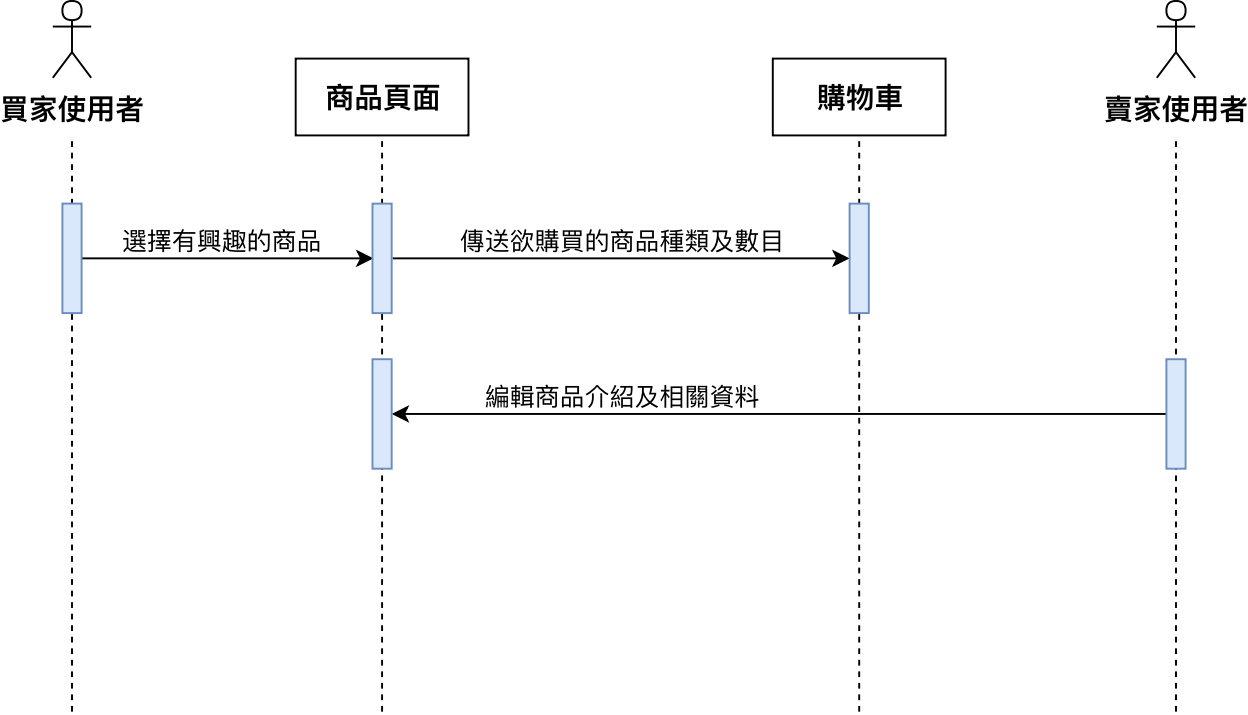 買家使用者
商品頁面
購物車
賣家使用者
選擇有興趣的商品
傳送欲購買的商品種類及數目
編輯商品介紹及相關資料